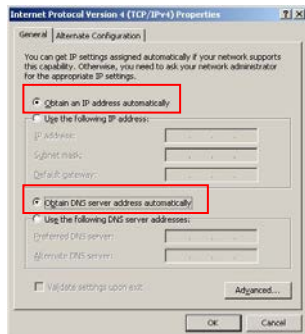 Internet Protocol Version 4 (TCP/IPv4) Properties
General
Alternate Configuration
You can get IP settings assigned automatically if your network supports
this capability. Otherwise, you need to ask your network administrator
for the appropriate IP settings.
Obtain an IP address automatically
Use the following IP address:
IP address:
Subnet mask:
Default gateway:
Obtain DNS server address automatically
Use the following DNS server addresses:
Preferred DNS server:
Alternate DNS server:
Validate settings upon exit
Advanced...
OK
Cancel